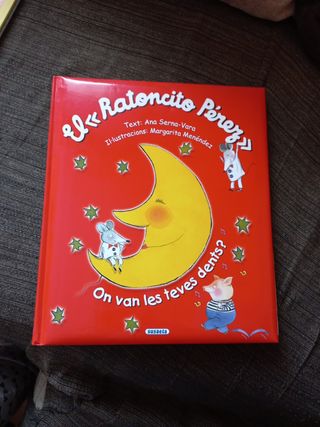 El «Ratoncito Pérez»
Text: Ana Serna-Vara
Il·lustracions: Margarita Menéndez
On van les teves dents?
susaeta